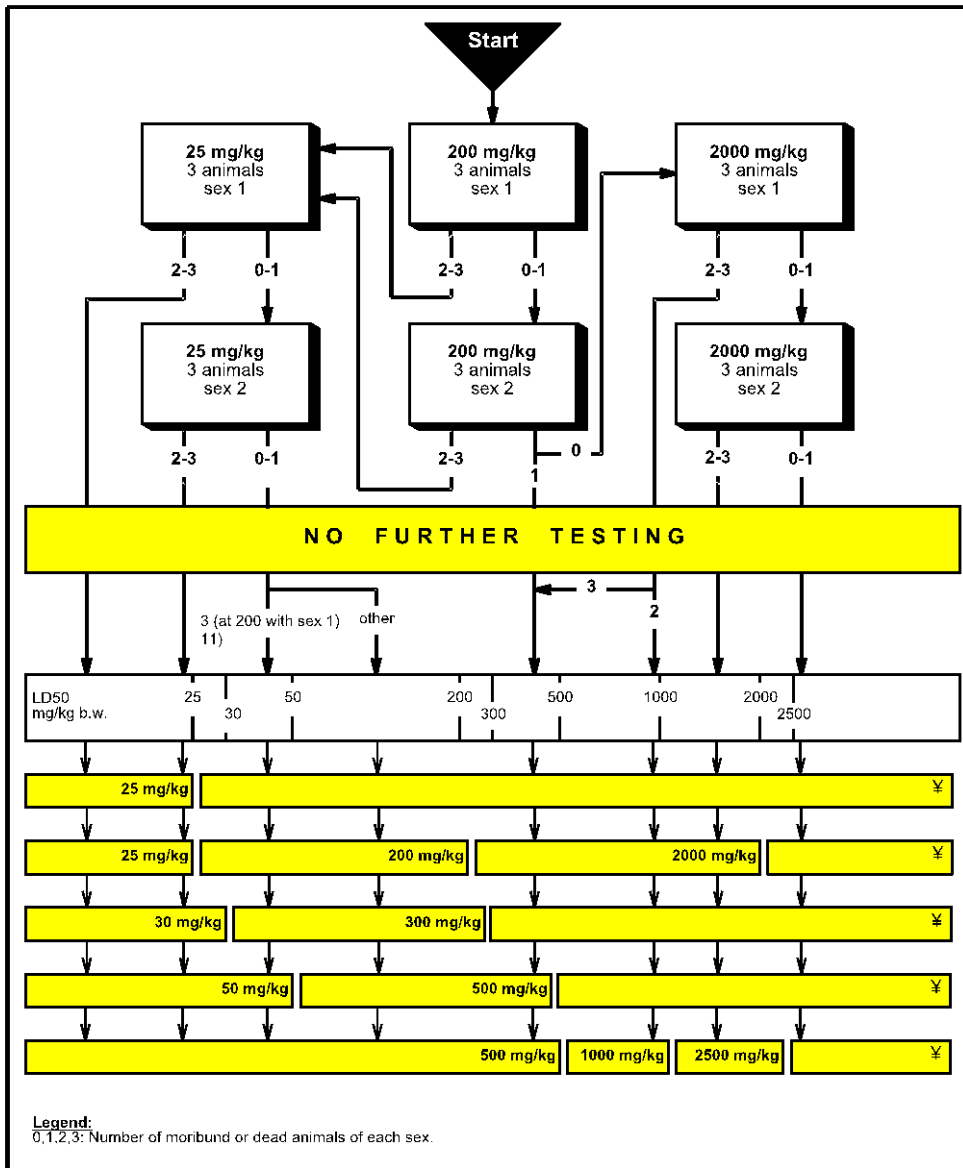 Start
25 mg/kg
3 animals
sex 1
200 mg/kg
3 animals
sex 1
2000 mg/kg
3 animals
sex 1
2-3 0-1 2-3 0-1 2-3 0-1
25 mg/kg
3 animals
sex 2
200 mg/kg
3 animals
sex 2
2000 mg/kg
3 animals
sex 2
2-3 0-1 2-3 1 0 2-3 0-1
NO FURTHER TESTING
3 (at 200 with sex 1)
11)
other
3
2
LD50
mg/kg b.w.
25 50 200 500 1000 2000
30 300 2500
25 mg/kg ¥
25 mg/kg 200 mg/kg 2000 mg/kg ¥
30 mg/kg 300 mg/kg ¥
50 mg/kg 500 mg/kg ¥
500 mg/kg 1000 mg/kg 2500 mg/kg ¥
Legend:
0,1,2,3: Number of moribund or dead animals of each sex.